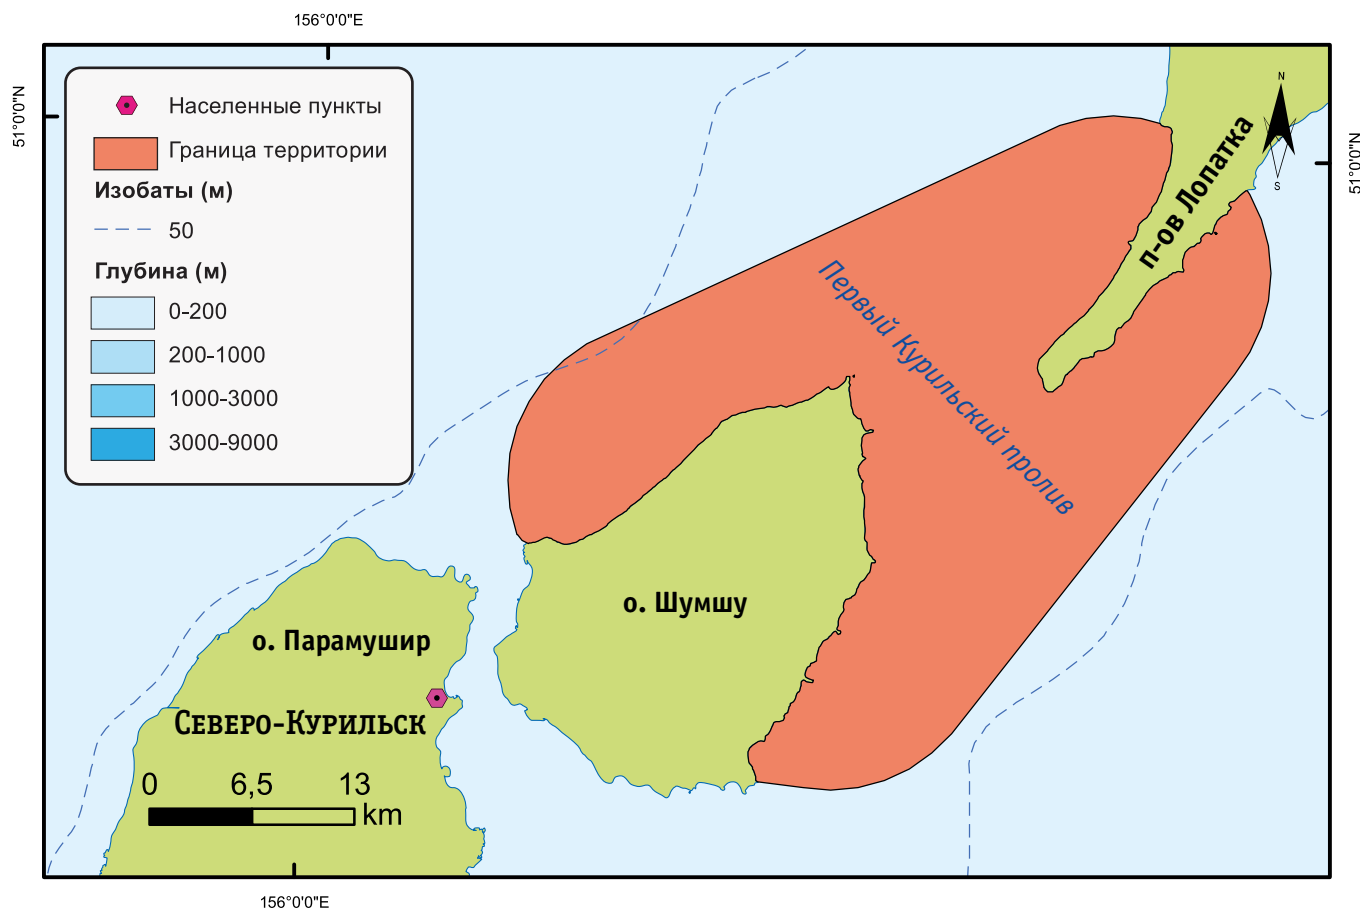 156°0'0"E
51°0'0"N
N
S
51°0'0"N
Населенные пункты
Граница территории
Изобаты (м)
50
Глубина (м)
0-200
200-1000
1000-3000
3000-9000
п-ов Лопатка
Первый Курильский пролив
о. Шумшу
о. Парамушир
Северо-Курильск
0 6,5 13
km
156°0'0"E